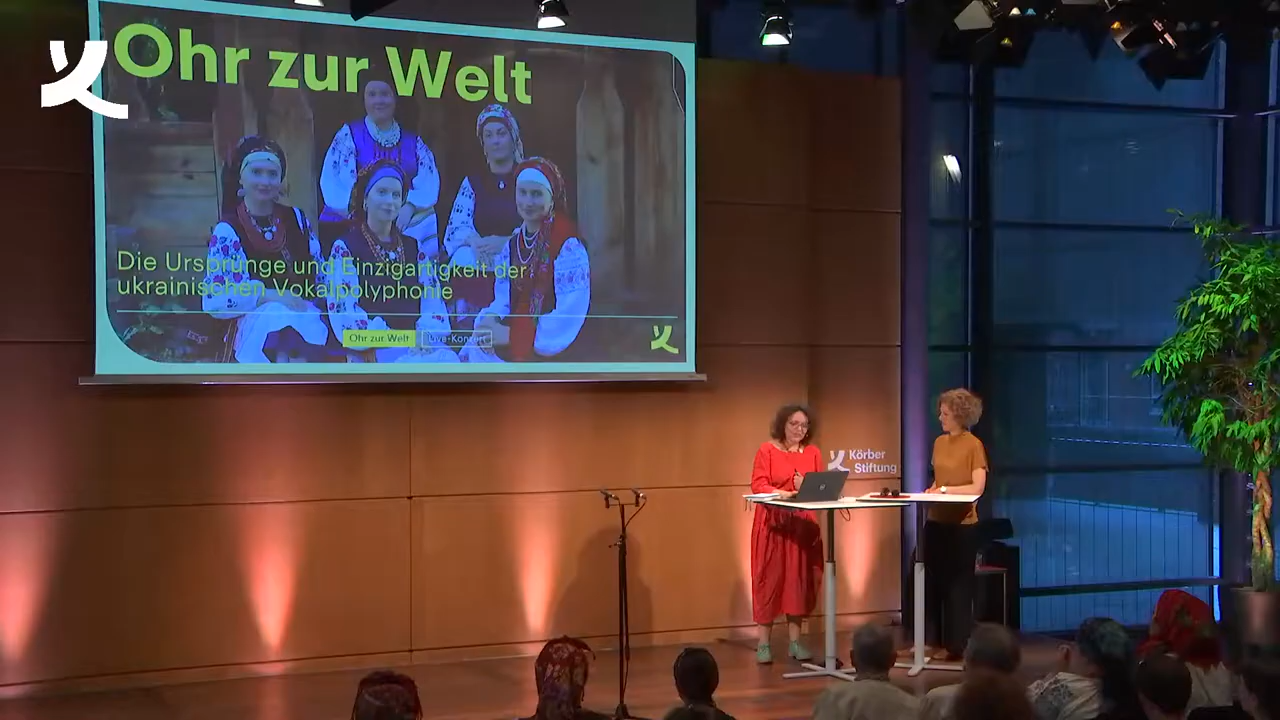 Ohr zur Welt
Die Ursprünge und Einzigartigkeit der
ukrainischen Vokalpolyphonie
Ohr zur Welt Live-Konzert
Körber
Stiftung